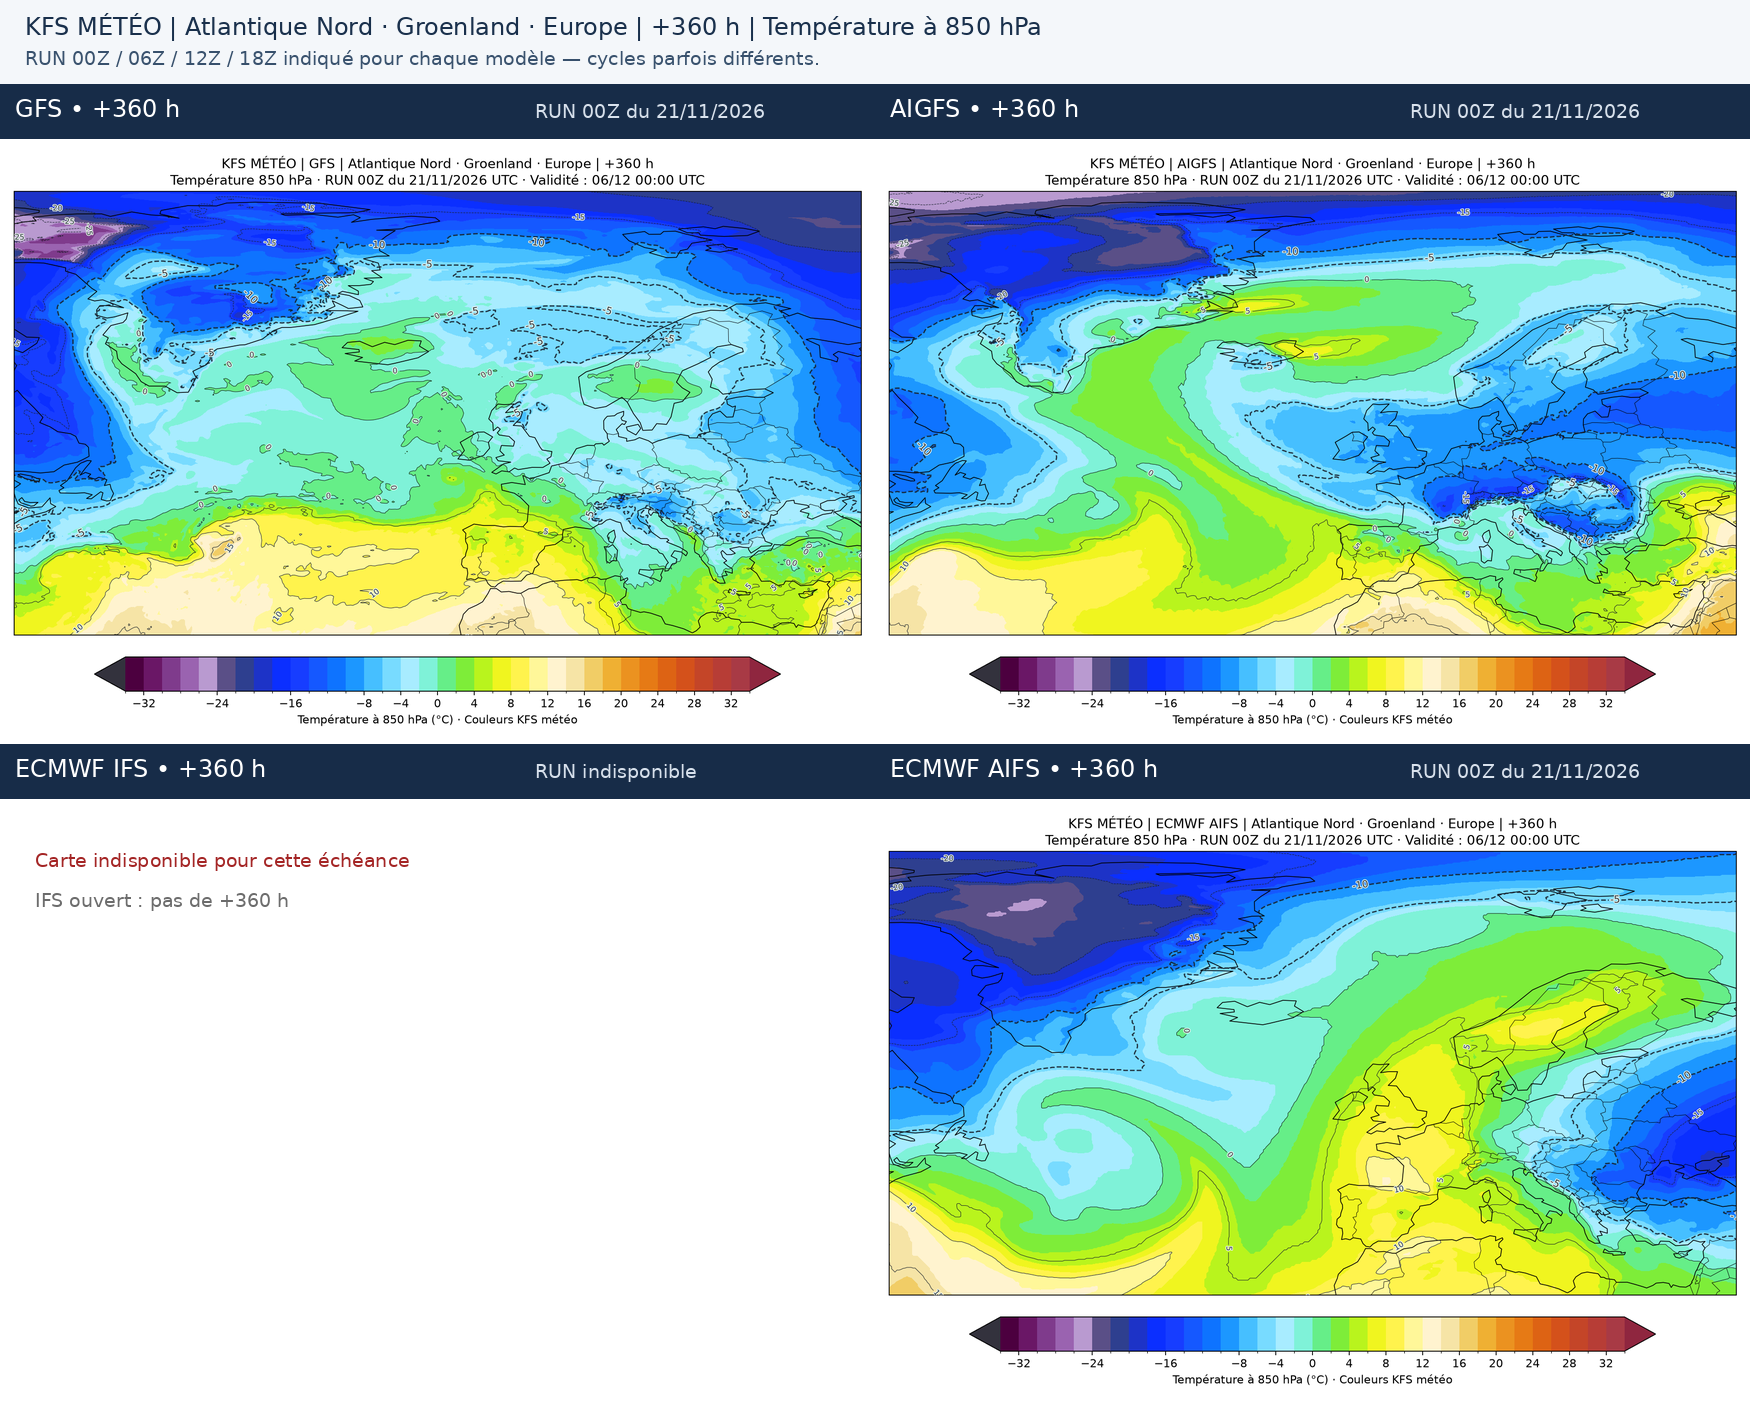 KFS MÉTÉO | Atlantique Nord · Groenland · Europe | +360 h | Température à 850 hPa
RUN 00Z / 06Z / 12Z / 18Z indiqué pour chaque modèle — cycles parfois différents.
GFS • +360 h
RUN 00Z du 21/11/2026
AIGFS • +360 h
RUN 00Z du 21/11/2026
KFS MÉTÉO | GFS | Atlantique Nord · Groenland · Europe | +360 h
Température 850 hPa · RUN 00Z du 21/11/2026 UTC · Validité : 06/12 00:00 UTC
KFS MÉTÉO | AIGFS | Atlantique Nord · Groenland · Europe | +360 h
Température 850 hPa · RUN 00Z du 21/11/2026 UTC · Validité : 06/12 00:00 UTC
−32 −24 −16 −8 −4 0 4 8 12 16 20 24 28 32
Température à 850 hPa (°C) · Couleurs KFS météo
−32 −24 −16 −8 −4 0 4 8 12 16 20 24 28 32
Température à 850 hPa (°C) · Couleurs KFS météo
ECMWF IFS • +360 h
RUN indisponible
ECMWF AIFS • +360 h
RUN 00Z du 21/11/2026
Carte indisponible pour cette échéance
IFS ouvert : pas de +360 h
KFS MÉTÉO | ECMWF AIFS | Atlantique Nord · Groenland · Europe | +360 h
Température 850 hPa · RUN 00Z du 21/11/2026 UTC · Validité : 06/12 00:00 UTC
−32 −24 −16 −8 −4 0 4 8 12 16 20 24 28 32
Température à 850 hPa (°C) · Couleurs KFS météo